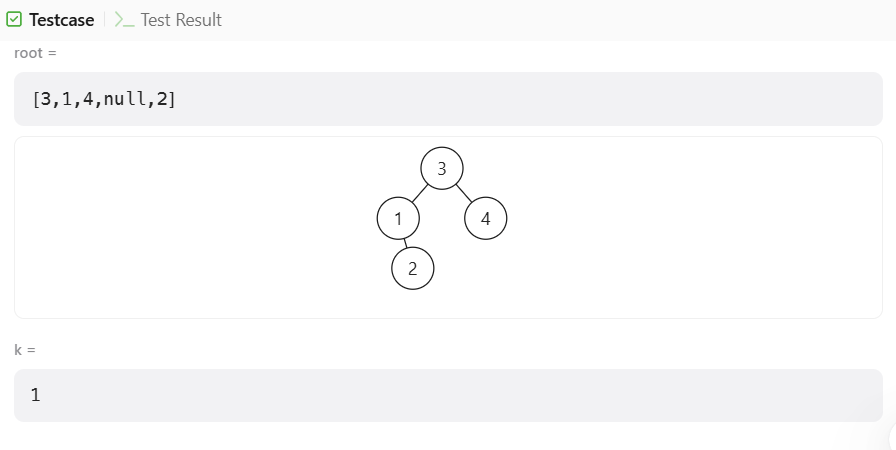 Testcase Test Result
root =
[3,1,4,null,2]
3
1 4
2
k =
1